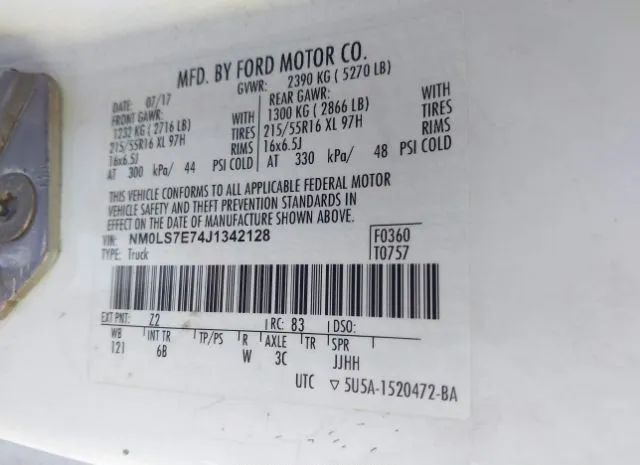 MFD. BY FORD MOTOR CO.
DATE: 07/17 GVWR: 2390 KG ( 5270 LB)
FRONT GAWR: WITH REAR GAWR: WITH
1232 KG ( 2716 LB) TIRES 1300 KG ( 2866 LB) TIRES
215/55R16 XL 97H RIMS 215/55R16 XL 97H RIMS
16x6.5J 16x6.5J
AT 300 kPa/ 44 PSI COLD AT 330 kPa/ 48 PSI COLD
THIS VEHICLE CONFORMS TO ALL APPLICABLE FEDERAL MOTOR
VEHICLE SAFETY AND THEFT PREVENTION STANDARDS IN
EFFECT ON THE DATE OF MANUFACTURE SHOWN ABOVE.
VIN: NM0LS7E74J1342128 F0360
TYPE: Truck T0757
EXT PNT: Z2 RC: 83 DSO:
WB INT TR TP/PS R AXLE TR SPR
121 6B W 3C JJHH
UTC ▽ 5U5A-1520472-BA